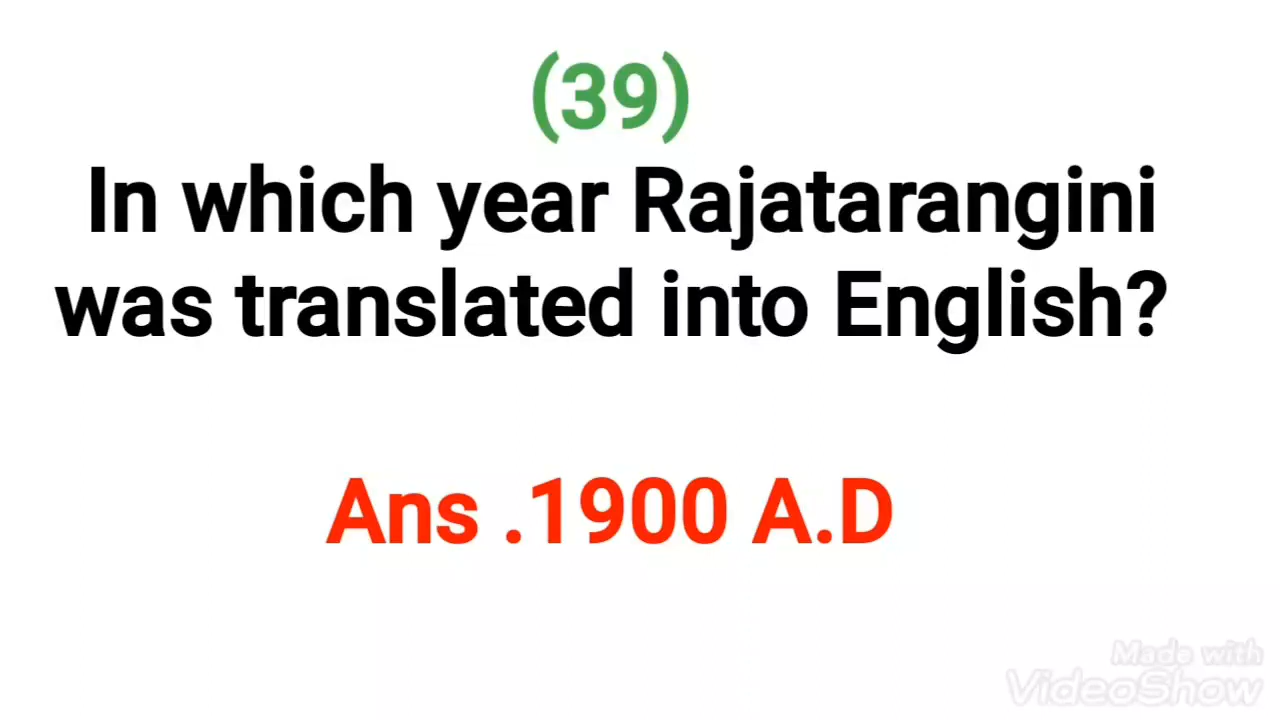 (39)
In which year Rajatarangini
was translated into English?
Ans .1900 A.D
Made with
VideoShow